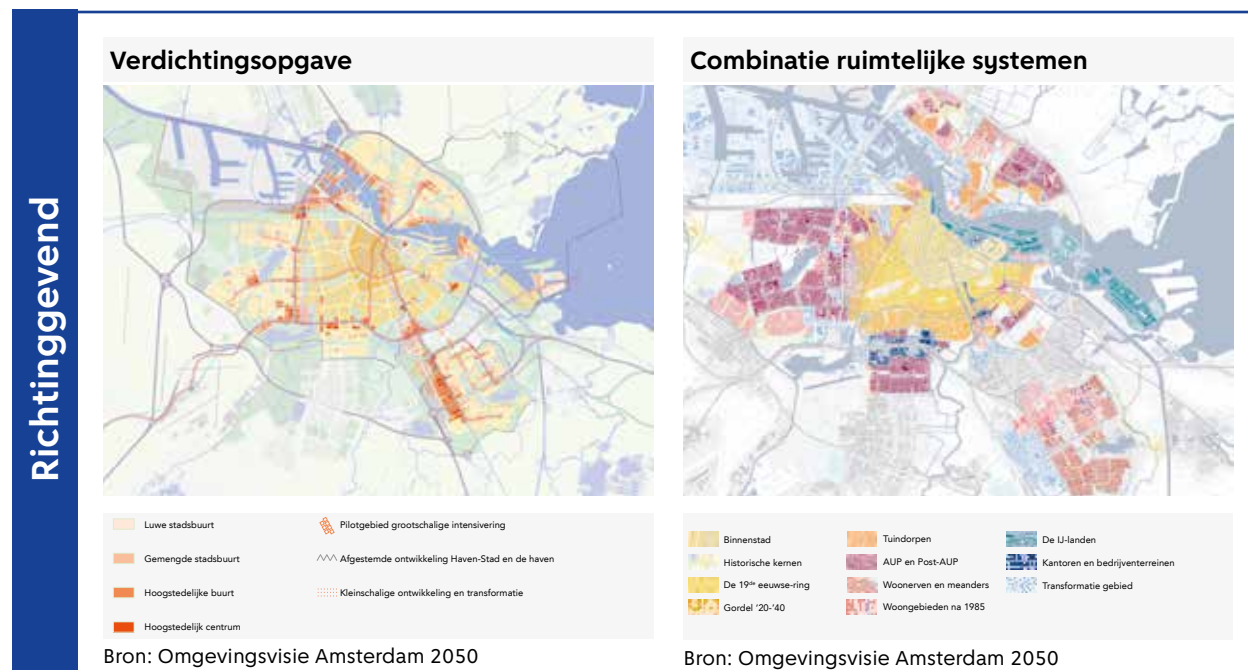 Richtinggevend
Verdichtingsopgave
Luwe stadsbuurt
Gemengde stadsbuurt
Hoogstedelijke buurt
Hoogstedelijk centrum
Pilotgebied grootschalige intensivering
Afgestemde ontwikkeling Haven-Stad en de haven
Kleinschalige ontwikkeling en transformatie
Bron: Omgevingsvisie Amsterdam 2050
Combinatie ruimtelijke systemen
Binnenstad
Historische kernen
De 19de eeuwse-ring
Gordel '20-'40
Tuindorpen
AUP en Post-AUP
Woonerven en meanders
Woongebieden na 1985
De IJ-landen
Kantoren en bedrijventerreinen
Transformatie gebied
Bron: Omgevingsvisie Amsterdam 2050